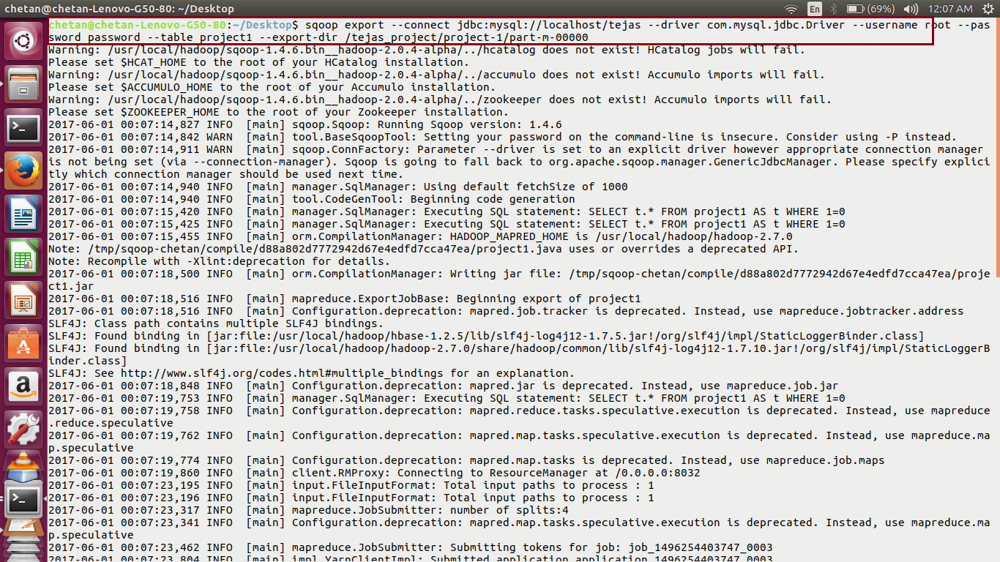 chetan@chetan-Lenovo-G50-80: ~/Desktop
En
(69%)
12:07 AM
chetan@chetan-Lenovo-G50-80:~/Desktop$ sqoop export --connect jdbc:mysql://localhost/tejas --driver com.mysql.jdbc.Driver --username root --pas
sword password --table project1 --export-dir /tejas_project/project-1/part-m-00000
Warning: /usr/local/hadoop/sqoop-1.4.6.bin__hadoop-2.0.4-alpha/../hcatalog does not exist! HCatalog jobs will fail.
Please set $HCAT_HOME to the root of your HCatalog installation.
Warning: /usr/local/hadoop/sqoop-1.4.6.bin__hadoop-2.0.4-alpha/../accumulo does not exist! Accumulo imports will fail.
Please set $ACCUMULO_HOME to the root of your Accumulo installation.
Warning: /usr/local/hadoop/sqoop-1.4.6.bin__hadoop-2.0.4-alpha/../zookeeper does not exist! Accumulo imports will fail.
Please set $ZOOKEEPER_HOME to the root of your Zookeeper installation.
2017-06-01 00:07:14,827 INFO  [main] sqoop.Sqoop: Running Sqoop version: 1.4.6
2017-06-01 00:07:14,842 WARN  [main] tool.BaseSqoopTool: Setting your password on the command-line is insecure. Consider using -P instead.
2017-06-01 00:07:14,911 WARN  [main] sqoop.ConnFactory: Parameter --driver is set to an explicit driver however appropriate connection manager
is not being set (via --connection-manager). Sqoop is going to fall back to org.apache.sqoop.manager.GenericJdbcManager. Please specify explici
tly which connection manager should be used next time.
2017-06-01 00:07:14,940 INFO  [main] manager.SqlManager: Using default fetchSize of 1000
2017-06-01 00:07:14,940 INFO  [main] tool.CodeGenTool: Beginning code generation
2017-06-01 00:07:15,420 INFO  [main] manager.SqlManager: Executing SQL statement: SELECT t.* FROM project1 AS t WHERE 1=0
2017-06-01 00:07:15,425 INFO  [main] manager.SqlManager: Executing SQL statement: SELECT t.* FROM project1 AS t WHERE 1=0
2017-06-01 00:07:15,455 INFO  [main] orm.CompilationManager: HADOOP_MAPRED_HOME is /usr/local/hadoop/hadoop-2.7.0
Note: /tmp/sqoop-chetan/compile/d88a802d7772942d67e4edfd7cca47ea/project1.java uses or overrides a deprecated API.
Note: Recompile with -Xlint:deprecation for details.
2017-06-01 00:07:18,500 INFO  [main] orm.CompilationManager: Writing jar file: /tmp/sqoop-chetan/compile/d88a802d7772942d67e4edfd7cca47ea/proje
ct1.jar
2017-06-01 00:07:18,516 INFO  [main] mapreduce.ExportJobBase: Beginning export of project1
2017-06-01 00:07:18,516 INFO  [main] Configuration.deprecation: mapred.job.tracker is deprecated. Instead, use mapreduce.jobtracker.address
SLF4J: Class path contains multiple SLF4J bindings.
SLF4J: Found binding in [jar:file:/usr/local/hadoop/hbase-1.2.5/lib/slf4j-log4j12-1.7.5.jar!/org/slf4j/impl/StaticLoggerBinder.class]
SLF4J: Found binding in [jar:file:/usr/local/hadoop/hadoop-2.7.0/share/hadoop/common/lib/slf4j-log4j12-1.7.10.jar!/org/slf4j/impl/StaticLoggerB
inder.class]
SLF4J: See http://www.slf4j.org/codes.html#multiple_bindings for an explanation.
2017-06-01 00:07:18,848 INFO  [main] Configuration.deprecation: mapred.jar is deprecated. Instead, use mapreduce.job.jar
2017-06-01 00:07:19,753 INFO  [main] manager.SqlManager: Executing SQL statement: SELECT t.* FROM project1 AS t WHERE 1=0
2017-06-01 00:07:19,758 INFO  [main] Configuration.deprecation: mapred.reduce.tasks.speculative.execution is deprecated. Instead, use mapreduce
.reduce.speculative
2017-06-01 00:07:19,762 INFO  [main] Configuration.deprecation: mapred.map.tasks.speculative.execution is deprecated. Instead, use mapreduce.ma
p.speculative
2017-06-01 00:07:19,774 INFO  [main] Configuration.deprecation: mapred.map.tasks is deprecated. Instead, use mapreduce.job.maps
2017-06-01 00:07:19,860 INFO  [main] client.RMProxy: Connecting to ResourceManager at /0.0.0.0:8032
2017-06-01 00:07:23,195 INFO  [main] input.FileInputFormat: Total input paths to process : 1
2017-06-01 00:07:23,196 INFO  [main] input.FileInputFormat: Total input paths to process : 1
2017-06-01 00:07:23,317 INFO  [main] mapreduce.JobSubmitter: number of splits:4
2017-06-01 00:07:23,341 INFO  [main] Configuration.deprecation: mapred.map.tasks.speculative.execution is deprecated. Instead, use mapreduce.ma
p.speculative
2017-06-01 00:07:23,462 INFO  [main] mapreduce.JobSubmitter: Submitting tokens for job: job_1496254403747_0003
2017-06-01 00:07:23,804 INFO  [main] impl.YarnClientImpl: Submitted application application_1496254403747_0003